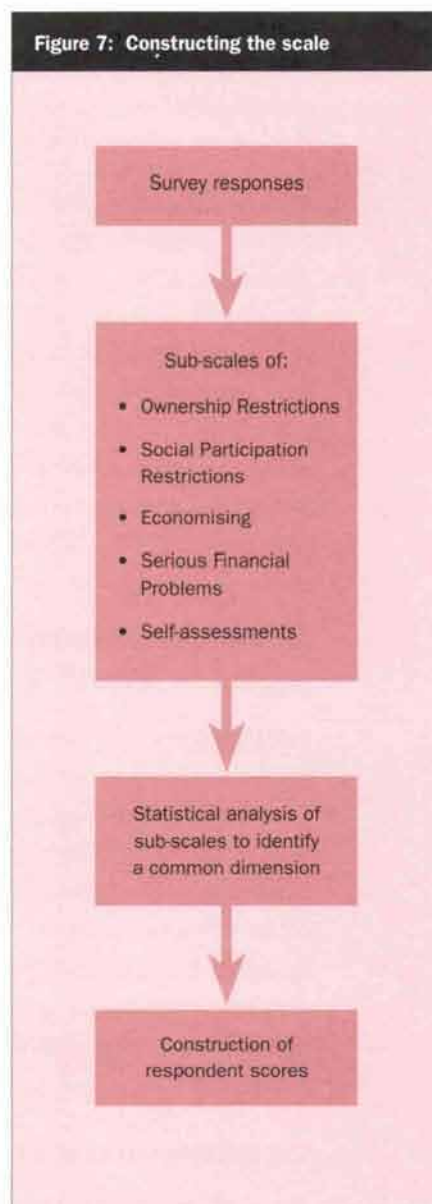 Figure 7: Constructing the scale
Survey responses
Sub-scales of:
• Ownership Restrictions
• Social Participation
Restrictions
• Economising
• Serious Financial
Problems
• Self-assessments
Statistical analysis of
sub-scales to identify
a common dimension
Construction of
respondent scores